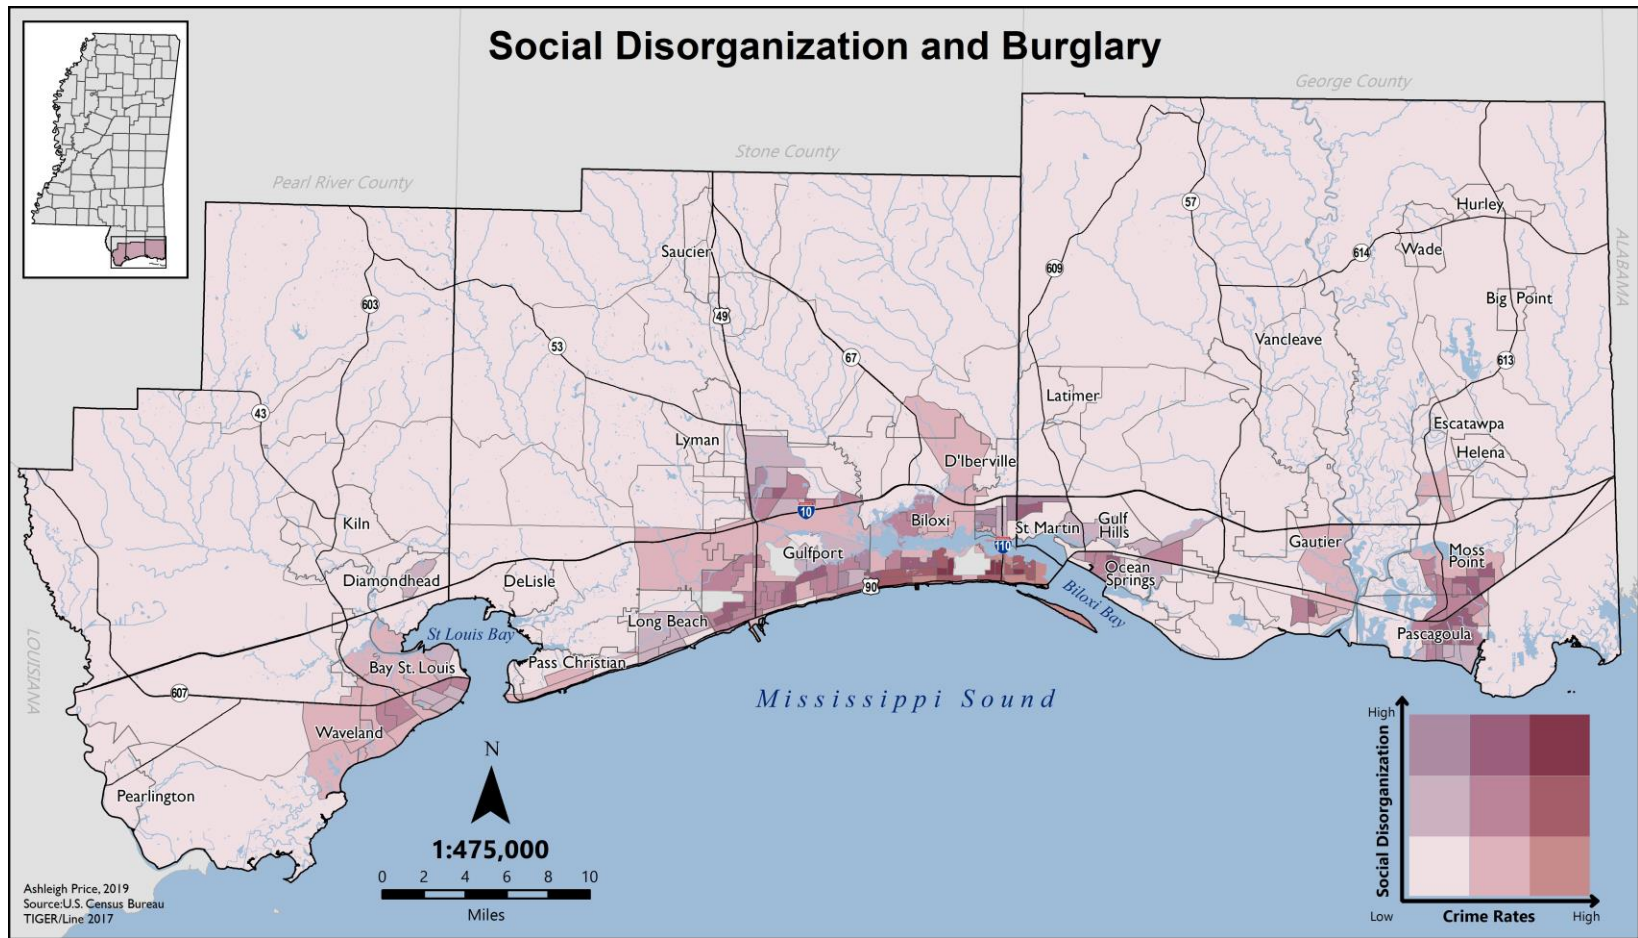 Social Disorganization and Burglary
George County
Stone County
Pearl River County
57
Hurley
614
Wade
ALABAMA
Saucier
609
Big Point
603
49
Vancleave
53
67
613
Latimer
43
Escatawpa
Lyman
Helena
D'Iberville
10
Kiln
Biloxi
St Martin
Gulf
Hills
110
Gautier
Gulfport
Moss
Point
Diamondhead
DeLisle
90
Ocean
Springs
Biloxi Bay
Long Beach
St Louis Bay
Pascagoula
LOUISIANA
Bay St. Louis
Pass Christian
607
Mississippi Sound
Waveland
N
Pearlington
1:475,000
0 2 4 6 8 10
Miles
Ashleigh Price, 2019
Source:U.S. Census Bureau
TIGER/Line 2017
High
Social Disorganization
Low
Crime Rates
High